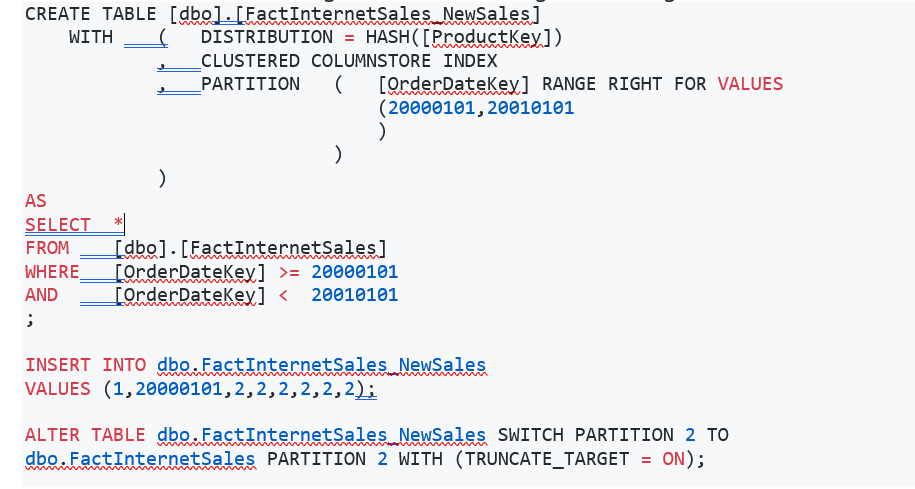 CREATE TABLE [dbo].[FactInternetSales_NewSales]
    WITH    (   DISTRIBUTION = HASH([ProductKey])
            ,   CLUSTERED COLUMNSTORE INDEX
            ,   PARTITION   (   [OrderDateKey] RANGE RIGHT FOR VALUES
                                (20000101,20010101
                                )
                            )
            )
AS
SELECT  *
FROM    [dbo].[FactInternetSales]
WHERE   [OrderDateKey] >= 20000101
AND     [OrderDateKey] <  20010101
;
INSERT INTO dbo.FactInternetSales_NewSales
VALUES (1,20000101,2,2,2,2,2,2);
ALTER TABLE dbo.FactInternetSales_NewSales SWITCH PARTITION 2 TO
dbo.FactInternetSales PARTITION 2 WITH (TRUNCATE_TARGET = ON);